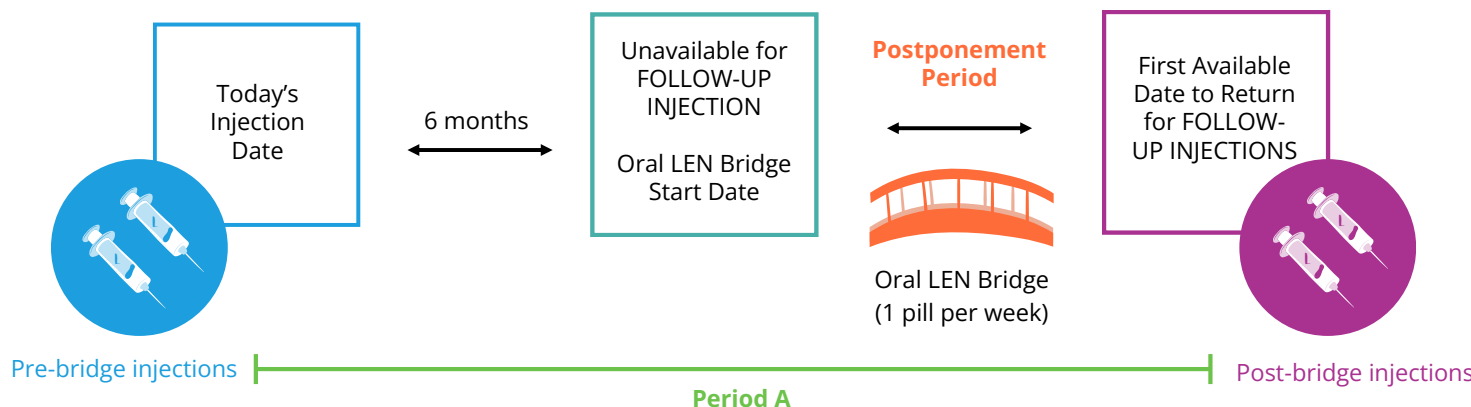 Today’s
Injection
Date
6 months
Unavailable for
FOLLOW-UP
INJECTION
Oral LEN Bridge
Start Date
Postponement
Period
Oral LEN Bridge
(1 pill per week)
First Available
Date to Return
for FOLLOW-
UP INJECTIONS
Pre-bridge injections
Period A
Post-bridge injections